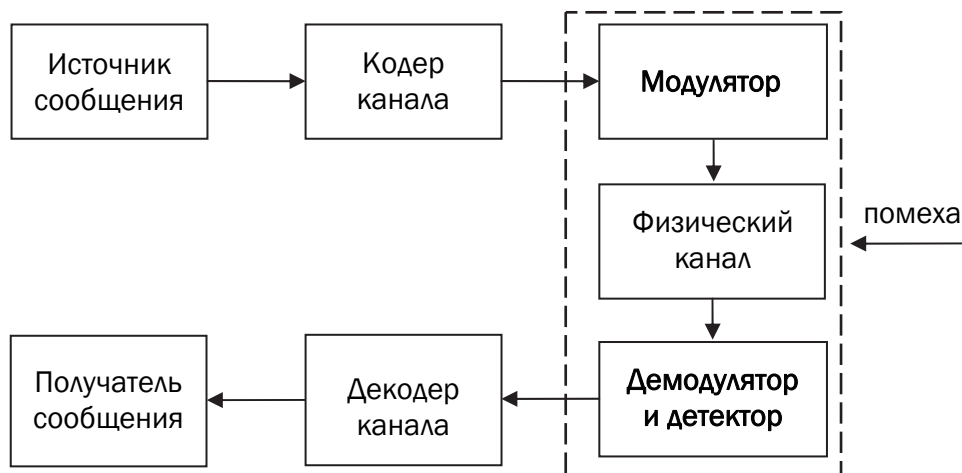 Источник
сообщения
Кодер
канала
Модулятор
Физический
канал
помеха
Получатель
сообщения
Декодер
канала
Демодулятор
и детектор